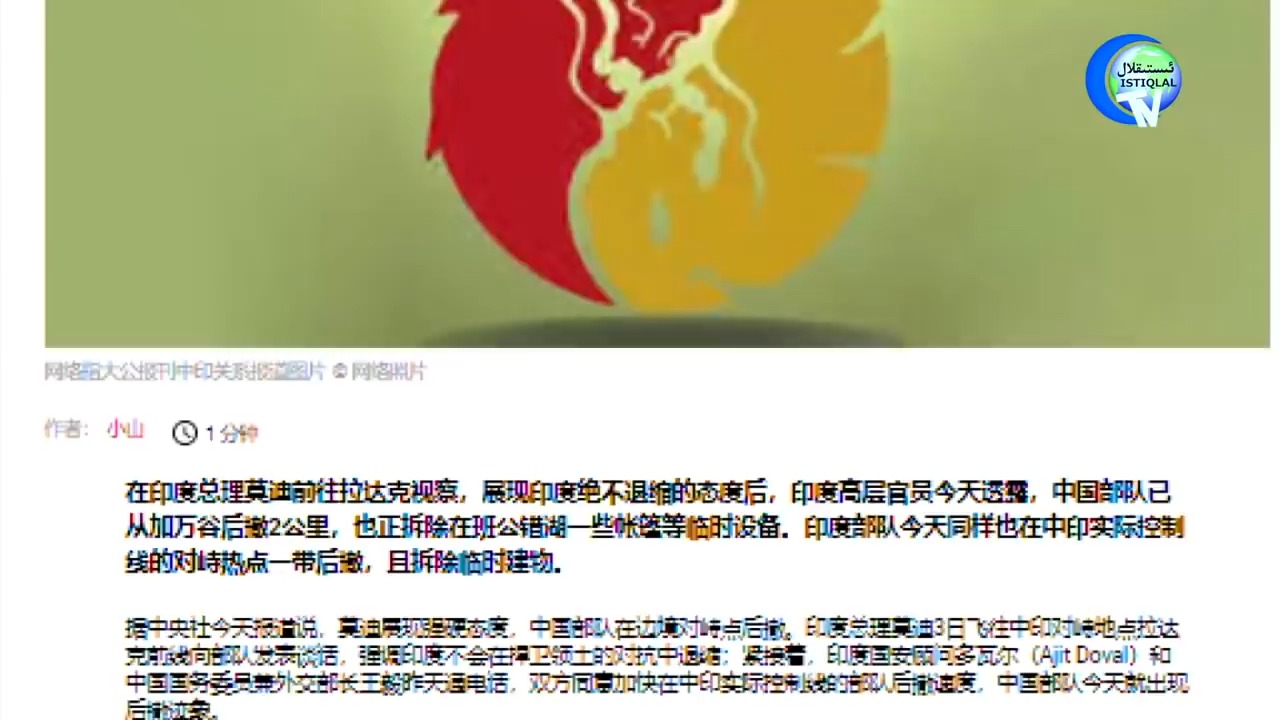 ئىستىقلال
ISTIQLAL
TV
网络指大公报刊中印关系报道图片 © 网络照片
作者： 小山 1 分钟
在印度总理莫迪前往拉达克视察，展现印度绝不退缩的态度后，印度高层官员今天透露，中国部队已
从加万谷后撤2公里，也正拆除在班公错湖一些帐篷等临时设备。印度部队今天同样也在中印实际控制
线的对峙热点一带后撤，且拆除临时建物。
据中央社今天报道说，莫迪展现强硬态度，中国部队在边境对峙点后撤。印度总理莫迪3日飞往中印对峙地点拉达
克前线向部队发表谈话，强调印度不会在捍卫领土的对抗中退缩；紧接着，印度国安顾问多瓦尔（Ajit Doval）和
中国国务委员兼外交部长王毅昨天通电话，双方同意加快在中印实际控制线的部队后撤速度，中国部队今天就出现
后撤迹象。